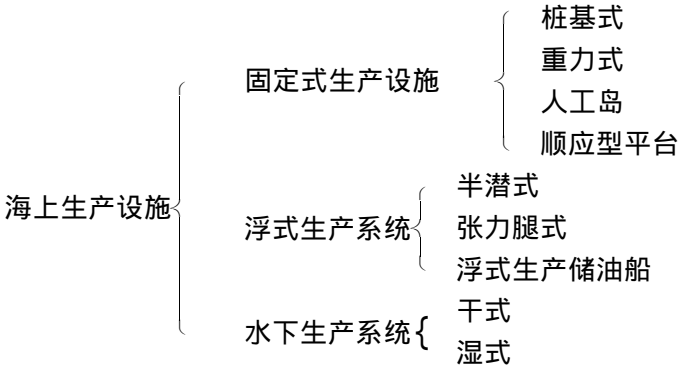 海上生产设施
固定式生产设施
桩基式
重力式
人工岛
顺应型平台
浮式生产系统
半潜式
张力腿式
浮式生产储油船
水下生产系统{
干式
湿式